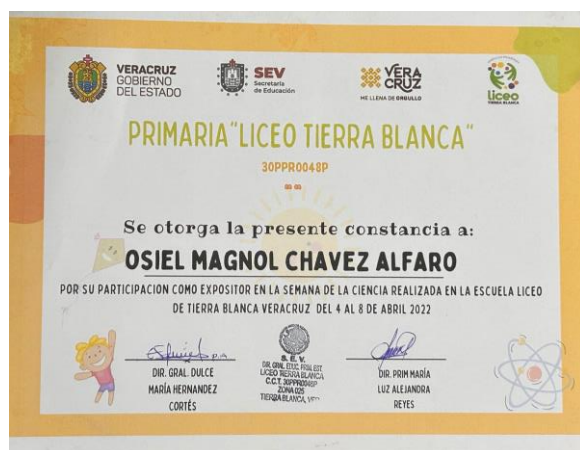 VERACRUZ
GOBIERNO
DEL ESTADO
SEV
Secretaría
de Educación
VERA
CRUZ
ME LLENA DE ORGULLO
liceo
TIERRA BLANCA
PRIMARIA "LICEO TIERRA BLANCA"
30PPR0048P
Se otorga la presente constancia a:
OSIEL MAGNOL CHAVEZ ALFARO
POR SU PARTICIPACION COMO EXPOSITOR EN LA SEMANA DE LA CIENCIA REALIZADA EN LA ESCUELA LICEO
DE TIERRA BLANCA VERACRUZ DEL 4 AL 8 DE ABRIL 2022
P.A
DIR. GRAL. DULCE
MARÍA HERNANDEZ
CORTÉS
S. E. V.
LICEO TIERRA BLANCA
C.C.T. 30PPR0048P
ZONA 025
TIERRA BLANCA,
DIR. PRIM MARÍA
LUZ ALEJANDRA
REYES